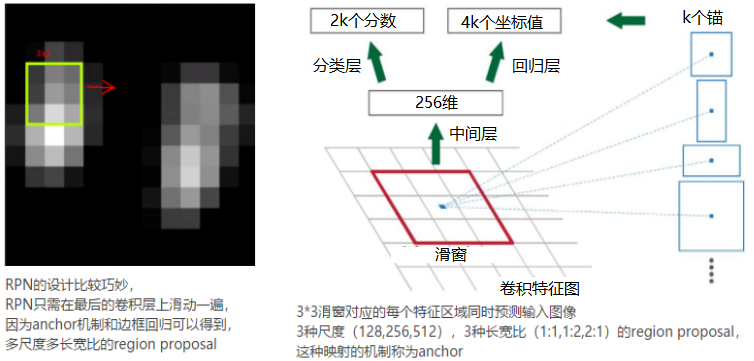 3*3
RPN的设计比较巧妙，
RPN只需在最后的卷积层上滑动一遍，
因为anchor机制和边框回归可以得到，
多尺度多长宽比的region proposal
2k个分数
4k个坐标值
k个锚
分类层
回归层
256维
中间层
滑窗
卷积特征图
3*3滑窗对应的每个特征区域同时预测输入图像
3种尺度（128,256,512），3种长宽比（1:1,1:2,2:1）的region proposal，
这种映射的机制称为anchor